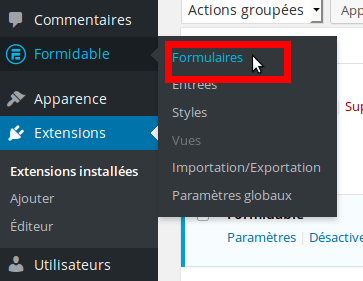 Commentaires
Actions groupées
App
Formidable
Formulaires
Entrées
Apparence
Styles
Sup
Extensions
Vues
Extensions installées
Importation/Exportation
Ajouter
Paramètres globaux
Éditeur
Formidable
Paramètres | Désactive
Utilisateurs